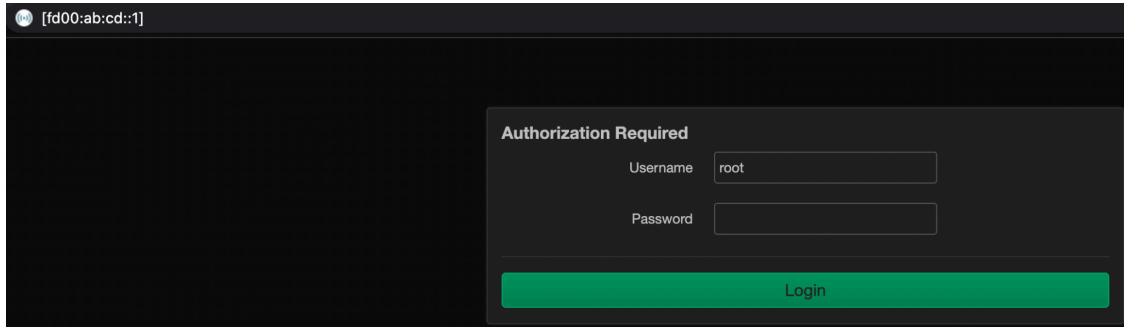 [fd00:ab:cd::1]
Authorization Required
Username root
Password
Login